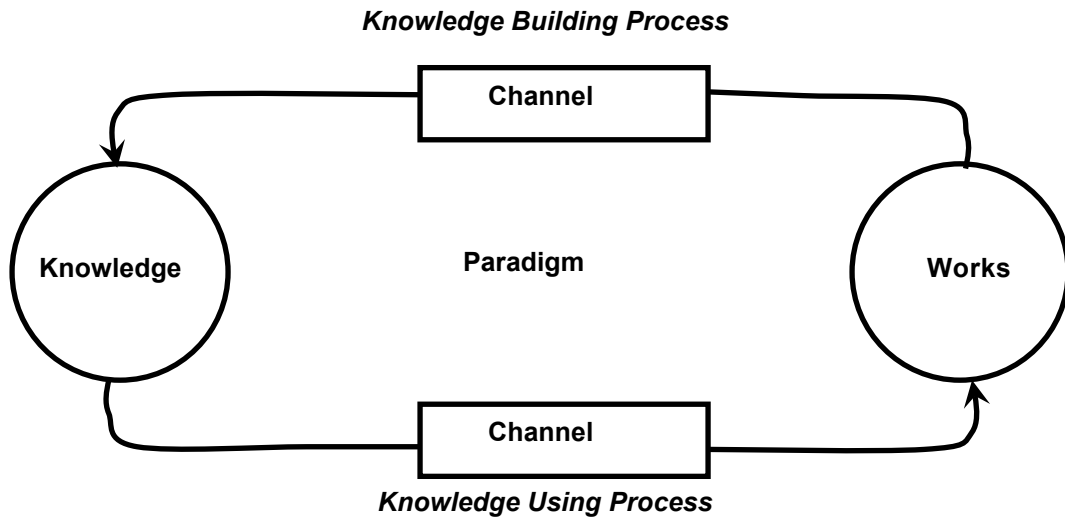 Knowledge Building Process
Channel
Knowledge
Paradigm
Works
Channel
Knowledge Using Process